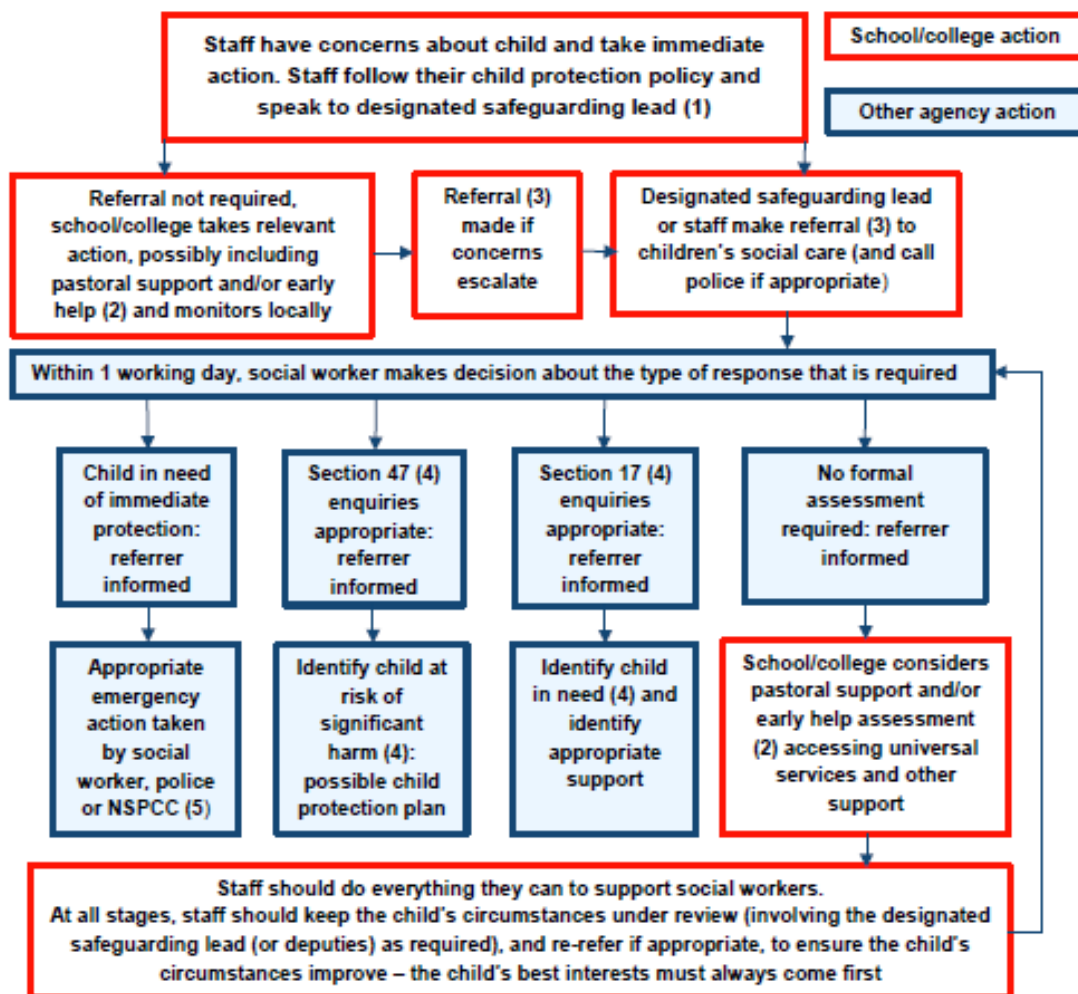 Staff have concerns about child and take immediate
action. Staff follow their child protection policy and
speak to designated safeguarding lead (1)
School/college action
Other agency action
Referral not required,
school/college takes relevant
action, possibly including
pastoral support and/or early
help (2) and monitors locally
Referral (3)
made if
concerns
escalate
Designated safeguarding lead
or staff make referral (3) to
children's social care (and call
police if appropriate)
Within 1 working day, social worker makes decision about the type of response that is required
Child in need
of immediate
protection:
referrer
informed
Section 47 (4)
enquiries
appropriate:
referrer
informed
Section 17 (4)
enquiries
appropriate:
referrer
informed
No formal
assessment
required: referrer
informed
Appropriate
emergency
action taken
by social
worker, police
or NSPCC (5)
Identify child at
risk of
significant
harm (4):
possible child
protection plan
Identify child
in need (4) and
identify
appropriate
support
School/college considers
pastoral support and/or
early help assessment
(2) accessing universal
services and other
support
Staff should do everything they can to support social workers.
At all stages, staff should keep the child's circumstances under review (involving the designated
safeguarding lead (or deputies) as required), and re-refer if appropriate, to ensure the child's
circumstances improve – the child's best interests must always come first